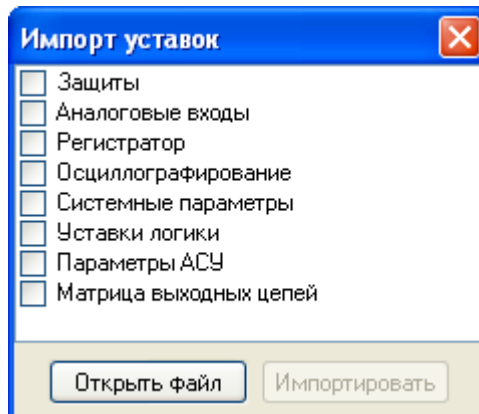 Импорт уставок
Защиты
Аналоговые входы
Регистратор
Осциллографирование
Системные параметры
Уставки логики
Параметры АСУ
Матрица выходных цепей
Открыть файл Импортировать